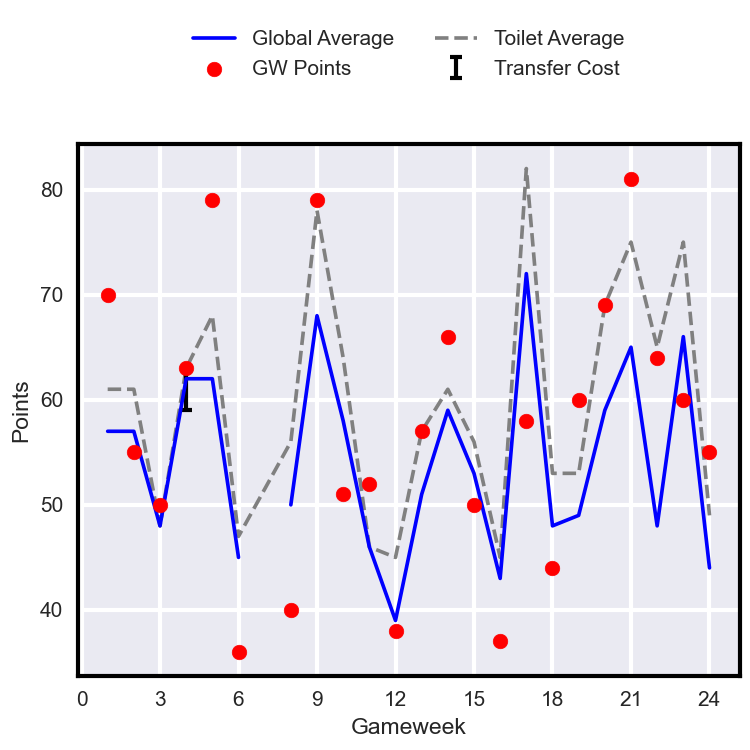 Global Average
Toilet Average
GW Points
Transfer Cost
80
70
60
50
40
Points
0 3 6 9 12 15 18 21 24
Gameweek